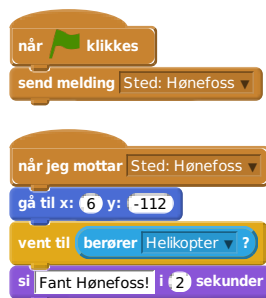 når klikkes
send melding Sted: Hønefoss ▼
når jeg mottar Sted: Hønefoss ▼
gå til x: 6 y: -112
vent til berører Helikopter ▼ ?
si Fant Hønefoss! i 2 sekunder